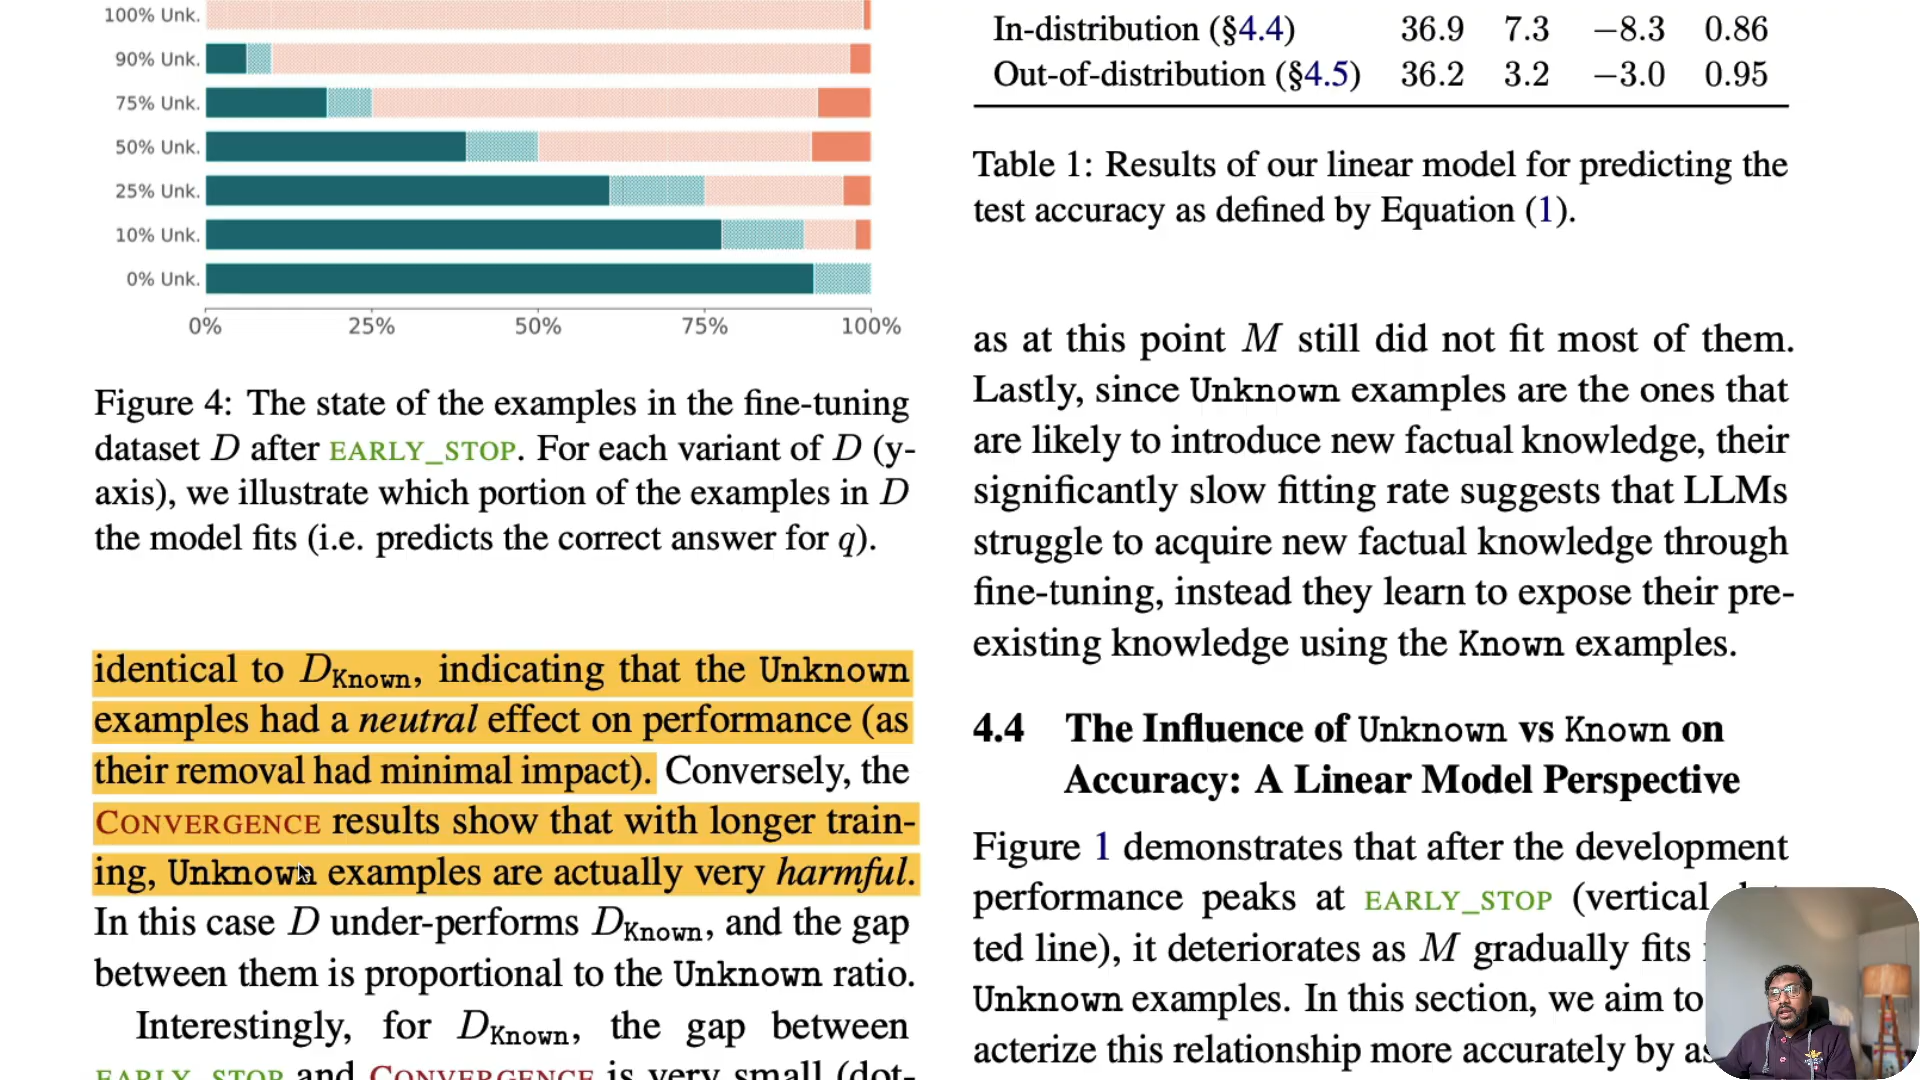 100% Unk.
90% Unk.
75% Unk.
50% Unk.
25% Unk.
10% Unk.
0% Unk.
0% 25% 50% 75% 100%
Figure 4: The state of the examples in the fine-tuning
dataset D after EARLY_STOP. For each variant of D (y-
axis), we illustrate which portion of the examples in D
the model fits (i.e. predicts the correct answer for q).
identical to D_Known, indicating that the Unknown
examples had a neutral effect on performance (as
their removal had minimal impact). Conversely, the
CONVERGENCE results show that with longer train-
ing, Unknown examples are actually very harmful.
In this case D under-performs D_Known, and the gap
between them is proportional to the Unknown ratio.
Interestingly, for D_Known, the gap between
EARLY_STOP and CONVERGENCE is very small (dot-
In-distribution (§4.4) 36.9 7.3 −8.3 0.86
Out-of-distribution (§4.5) 36.2 3.2 −3.0 0.95
Table 1: Results of our linear model for predicting the
test accuracy as defined by Equation (1).
as at this point M still did not fit most of them.
Lastly, since Unknown examples are the ones that
are likely to introduce new factual knowledge, their
significantly slow fitting rate suggests that LLMs
struggle to acquire new factual knowledge through
fine-tuning, instead they learn to expose their pre-
existing knowledge using the Known examples.
4.4 The Influence of Unknown vs Known on
Accuracy: A Linear Model Perspective
Figure 1 demonstrates that after the development
performance peaks at EARLY_STOP (vertical
ted line), it deteriorates as M gradually fits
Unknown examples. In this section, we aim to
acterize this relationship more accurately by